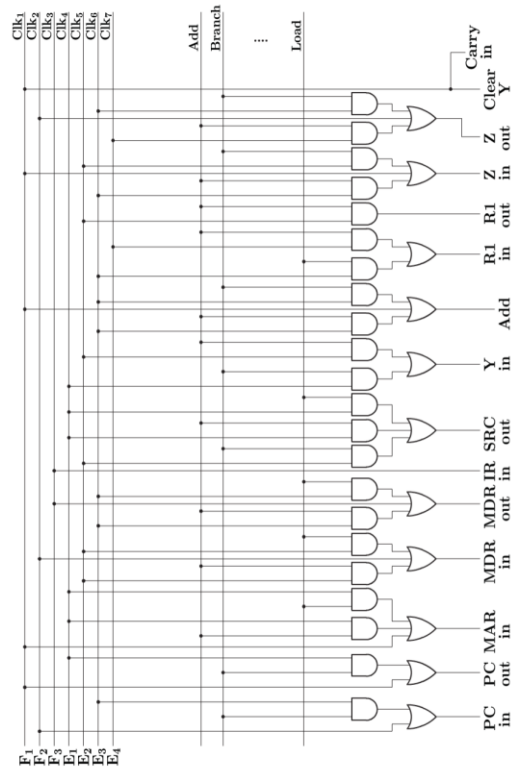 Clk₁
Clk₂
Clk₃
Clk₄
Clk₅
Clk₆
Clk₇
Add
Branch
....
Load
Carry in
Clear Y
Z out
Z in
R1 out
R1 in
Add
Y in
SRC out
IR in
MDR out
MDR in
MAR in
PC out
PC in
F₁
F₂
F₃
E₁
E₂
E₃
E₄